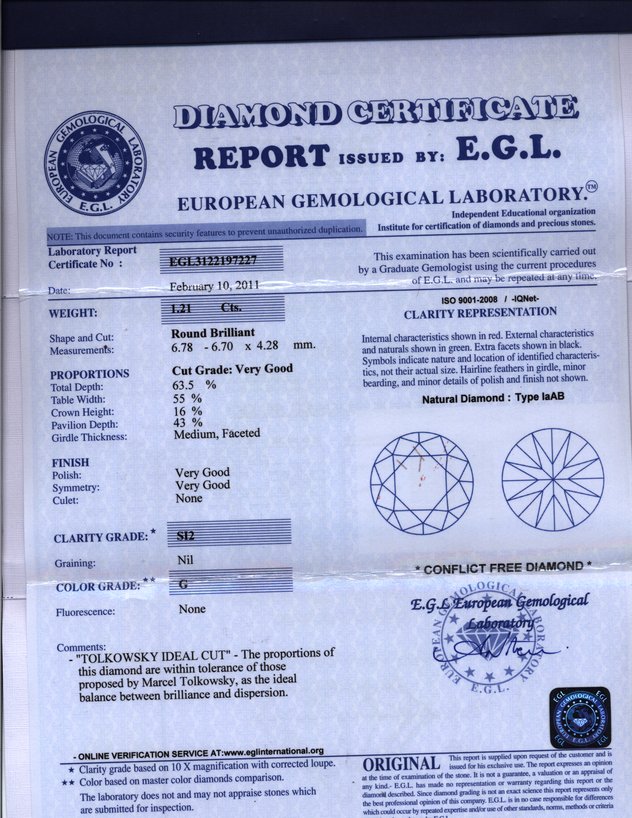 DIAMOND CERTIFICATE
REPORT ISSUED BY: E.G.L.
EUROPEAN GEMOLOGICAL LABORATORY.™
EUROPEAN GEMOLOGICAL LABORATORY
E.G.L.
Independent Educational organization
Institute for certification of diamonds and precious stones.
NOTE: This document contains security features to prevent unauthorized duplication.
Laboratory Report
Certificate No : EGL3122197227
Date: February 10, 2011
WEIGHT: 1.21 Cts.
Shape and Cut: Round Brilliant
Measurements: 6.78 - 6.70 x 4.28 mm.
PROPORTIONS Cut Grade: Very Good
Total Depth: 63.5 %
Table Width: 55 %
Crown Height: 16 %
Pavilion Depth: 43 %
Girdle Thickness: Medium, Faceted
FINISH
Polish: Very Good
Symmetry: Very Good
Culet: None
CLARITY GRADE: * SI2
Graining: Nil
COLOR GRADE: ** G
Fluorescence: None
Comments:
- "TOLKOWSKY IDEAL CUT" - The proportions of
this diamond are within tolerance of those
proposed by Marcel Tolkowsky, as the ideal
balance between brilliance and dispersion.
- ONLINE VERIFICATION SERVICE AT:www.eglinternational.org
★ Clarity grade based on 10 X magnification with corrected loupe.
★★ Color based on master color diamonds comparison.
The laboratory does and may not appraise stones which
are submitted for inspection.
This examination has been scientifically carried out
by a Graduate Gemologist using the current procedures
of E.G.L. and may be repeated at any time.
ISO 9001-2008 / -IQNet-
CLARITY REPRESENTATION
Internal characteristics shown in red. External characteristics
and naturals shown in green. Extra facets shown in black.
Symbols indicate nature and location of identified characteris-
tics, not their actual size. Hairline feathers in girdle, minor
bearding, and minor details of polish and finish not shown.
Natural Diamond : Type IaAB
* CONFLICT FREE DIAMOND *
E.G.L European Gemological
Laboratory
EUROPEAN GEMOLOGICAL LABORATORY
E.G.L.
EGL EGL
ORIGINAL This report is supplied upon request of the customer and is
issued for his exclusive use. The report expresses an opinion
at the time of examination of the stone. It is not a guarantee, a valuation or an appraisal of
any kind.- E.G.L. has made no representation or warranty regarding this report or the
diamond described. Since diamond grading is not an exact science this report represents only
the best professional opinion of this company. E.G.L. is in no case responsible for differences
which could occur by repeated expertise and/or use of other standards, norms, methods or criteria